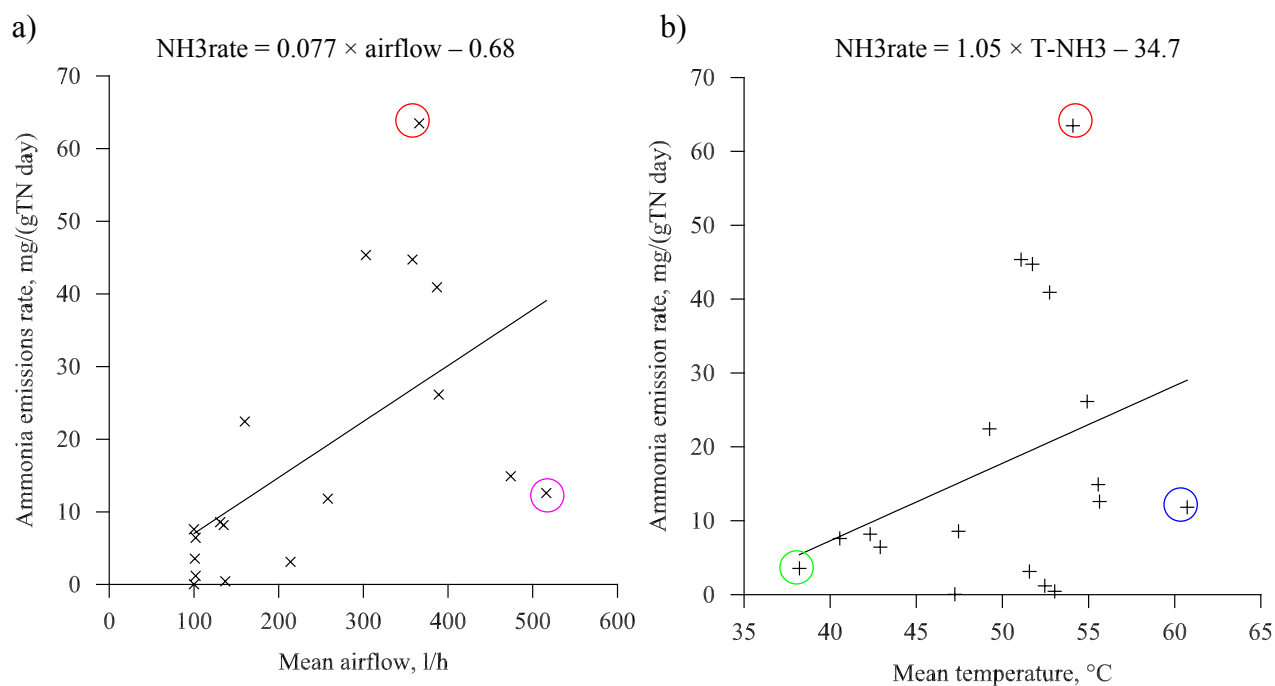 a)
NH3rate = 0.077 × airflow – 0.68
Ammonia emissions rate, mg/(gTN day)
70
60
50
40
30
20
10
0
0 100 200 300 400 500 600
Mean airflow, l/h
b)
NH3rate = 1.05 × T-NH3 – 34.7
Ammonia emission rate, mg/(gTN day)
70
60
50
40
30
20
10
0
35 40 45 50 55 60 65
Mean temperature, °C